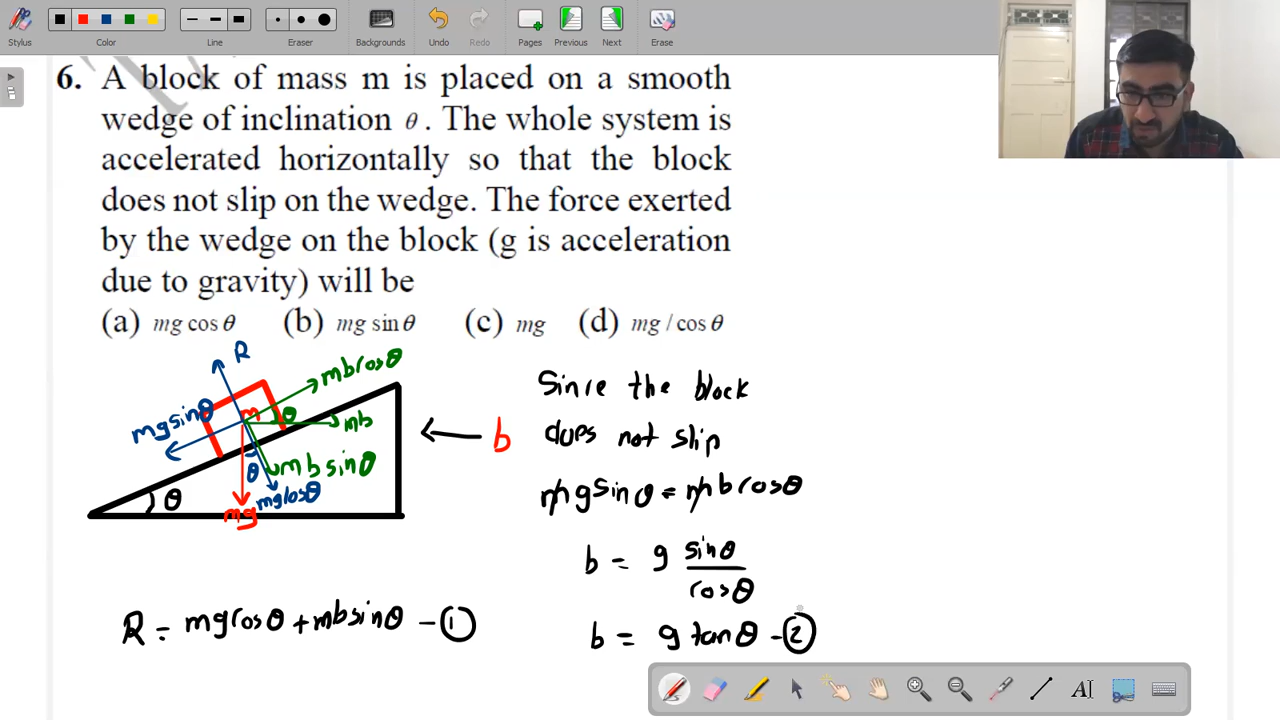 Stylus
Color
Line
Eraser
Backgrounds
Undo
Redo
Pages
Previous
Next
Erase
6. A block of mass m is placed on a smooth
wedge of inclination θ . The whole system is
accelerated horizontally so that the block
does not slip on the wedge. The force exerted
by the wedge on the block (g is acceleration
due to gravity) will be
(a) mg cos θ (b) mg sin θ (c) mg (d) mg / cos θ
R
mbcosθ
mgsinθ
m
θ
mb
θ
mbsinθ
mgcosθ
mg
θ
b
Since the block
does not slip
mgsinθ = mbcosθ
b = g sinθ
cosθ
b = g tanθ - 2
R = mgcosθ + mbsinθ - 1